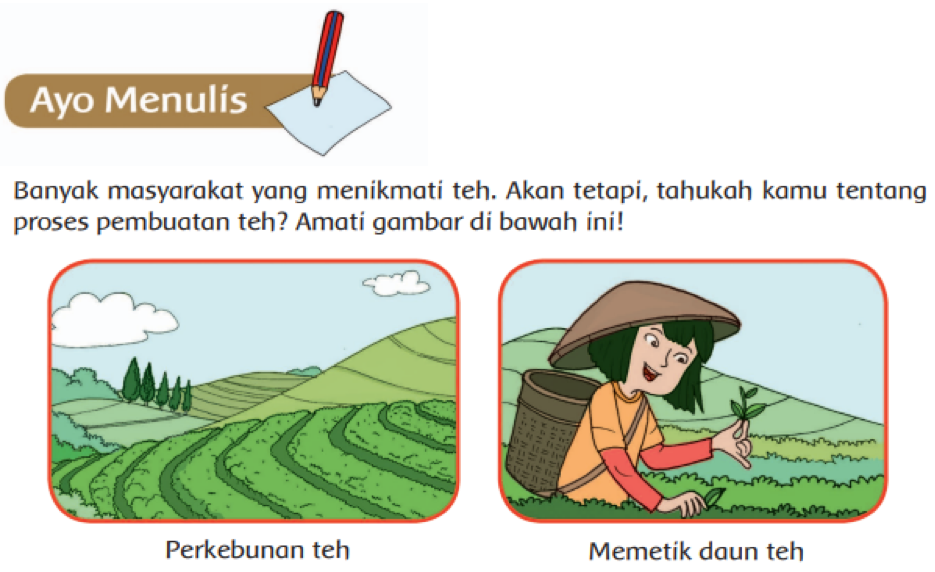 Ayo Menulis
Banyak masyarakat yang menikmati teh. Akan tetapi, tahukah kamu tentang
proses pembuatan teh? Amati gambar di bawah ini!
Perkebunan teh
Memetik daun teh